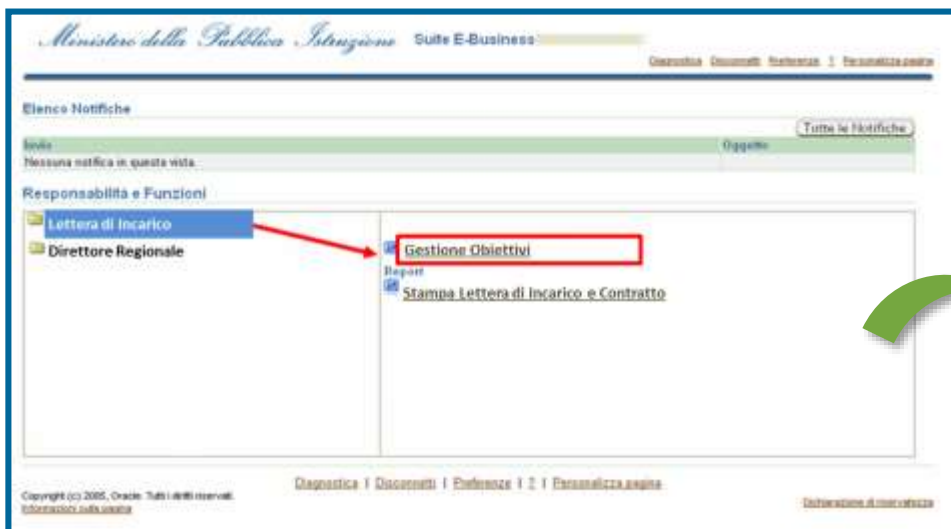 Ministero della Pubblica Istruzione Suite E-Business
Diagnostica Disconnetti Preferenze ? Personalizza pagina
Elenco Notifiche
Tutte le Notifiche
Invio Oggetto
Nessuna notifica in questa vista.
Responsabilità e Funzioni
Lettera di Incarico
Direttore Regionale
Gestione Obiettivi
Report
Stampa Lettera di Incarico e Contratto
Diagnostica | Disconnetti | Preferenze | ? | Personalizza pagina
Copyright (c) 2005, Oracle. Tutti i diritti riservati.
Informazioni sulla pagina
Dichiarazione di riservatezza